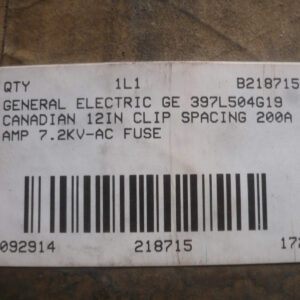 QTY 1L1 B218715
GENERAL ELECTRIC GE 397L504G19
CANADIAN 12IN CLIP SPACING 200A
AMP 7.2KV-AC FUSE
092914 218715 172